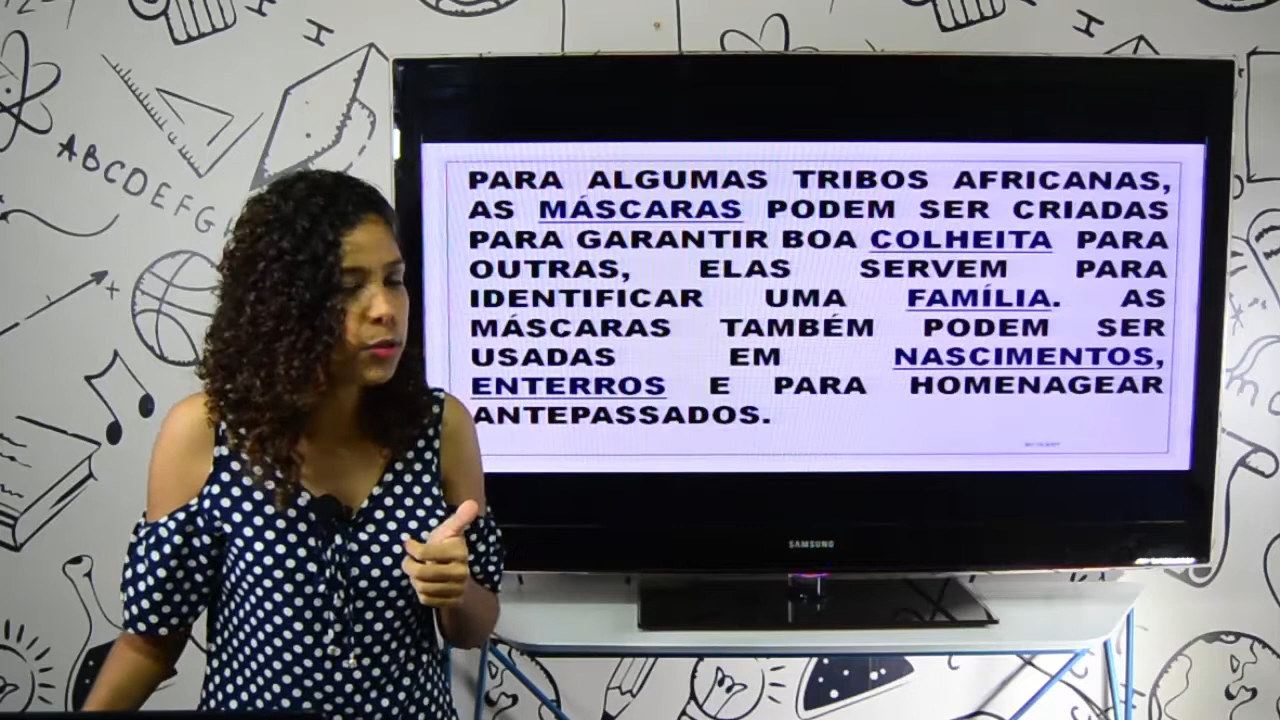 ABCDEFG
PARA ALGUMAS TRIBOS AFRICANAS,
AS MÁSCARAS PODEM SER CRIADAS
PARA GARANTIR BOA COLHEITA PARA
OUTRAS, ELAS SERVEM PARA
IDENTIFICAR UMA FAMÍLIA. AS
MÁSCARAS TAMBÉM PODEM SER
USADAS EM NASCIMENTOS,
ENTERROS E PARA HOMENAGEAR
ANTEPASSADOS.
SAMSUNG